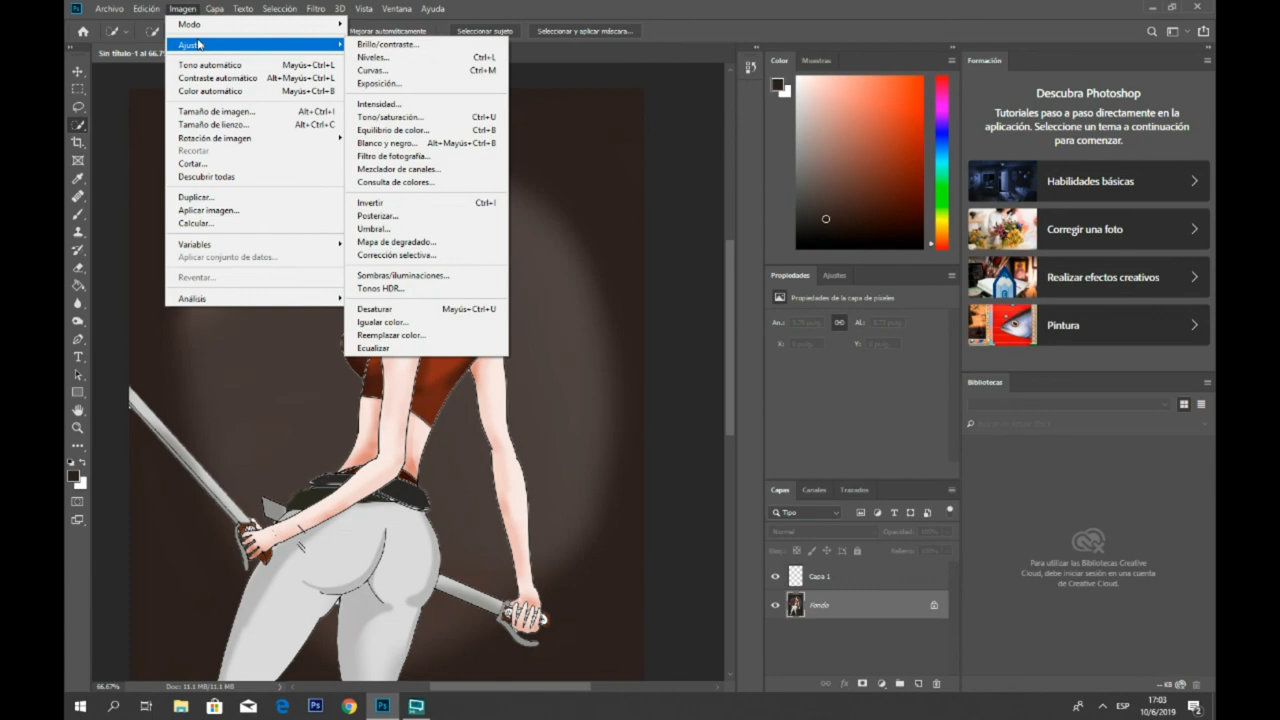 Archivo Edición Imagen Capa Texto Selección Filtro 3D Vista Ventana Ayuda
Mejorar automáticamente Seleccionar sujeto Seleccionar y aplicar máscara...
Modo
Tono automático Mayús+Ctrl+L
Contraste automático Alt+Mayús+Ctrl+L
Color automático Mayús+Ctrl+B
Tamaño de imagen... Alt+Ctrl+I
Tamaño de lienzo... Alt+Ctrl+C
Rotación de imagen
Recortar
Cortar...
Descubrir todas
Duplicar...
Aplicar imagen...
Calcular...
Variables
Aplicar conjunto de datos...
Reventar...
Análisis
Brillo/contraste...
Niveles... Ctrl+L
Curvas... Ctrl+M
Exposición...
Intensidad...
Tono/saturación... Ctrl+U
Equilibrio de color... Ctrl+B
Blanco y negro... Alt+Mayús+Ctrl+B
Filtro de fotografía...
Mezclador de canales...
Consulta de colores...
Invertir Ctrl+I
Posterizar...
Umbral...
Mapa de degradado...
Corrección selectiva...
Sombras/iluminaciones...
Tonos HDR...
Desaturar Mayús+Ctrl+U
Igualar color...
Reemplazar color...
Ecualizar
Color Muestras
Propiedades Ajustes
Propiedades de la capa de píxeles
An.: Al.:
X: Y:
Capas Canales Trazados
Tipo
Normal Opacidad:
Bloq.: Relleno:
Capa 1
Fondo
Formación
Descubra Photoshop
Tutoriales paso a paso directamente en la
aplicación. Seleccione un tema a continuación
para comenzar.
Habilidades básicas
Corregir una foto
Realizar efectos creativos
Pintura
Bibliotecas
Para utilizar las Bibliotecas Creative
Cloud, debe iniciar sesión en una cuenta
de Creative Cloud.
66.67% Doc: 11.1 MB/11.1 MB
ESP
17:03
10/6/2019